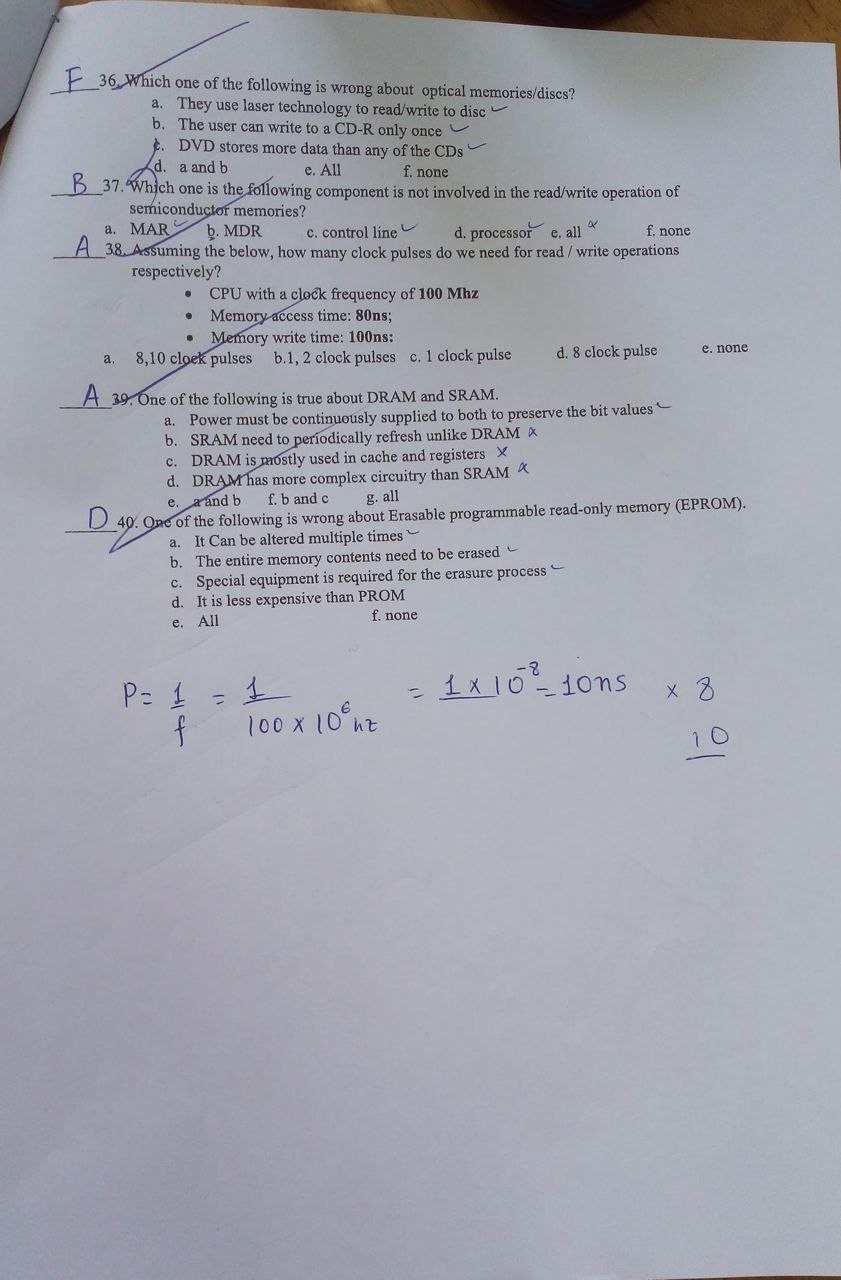 F 36. Which one of the following is wrong about optical memories/discs?
a. They use laser technology to read/write to disc
b. The user can write to a CD-R only once
c. DVD stores more data than any of the CDs
d. a and b e. All f. none
B 37. Which one is the following component is not involved in the read/write operation of
semiconductor memories?
a. MAR b. MDR c. control line d. processor e. all f. none
A 38. Assuming the below, how many clock pulses do we need for read / write operations
respectively?
• CPU with a clock frequency of 100 Mhz
• Memory access time: 80ns;
• Memory write time: 100ns:
a. 8,10 clock pulses b.1, 2 clock pulses c. 1 clock pulse d. 8 clock pulse e. none
A 39. One of the following is true about DRAM and SRAM.
a. Power must be continuously supplied to both to preserve the bit values
b. SRAM need to periodically refresh unlike DRAM x
c. DRAM is mostly used in cache and registers x
d. DRAM has more complex circuitry than SRAM x
e. a and b f. b and c g. all
D 40. One of the following is wrong about Erasable programmable read-only memory (EPROM).
a. It Can be altered multiple times
b. The entire memory contents need to be erased
c. Special equipment is required for the erasure process
d. It is less expensive than PROM
e. All f. none
P= 1/f = 1/100 x 10^6 hz = 1 x 10^-8 = 10ns x 8
10